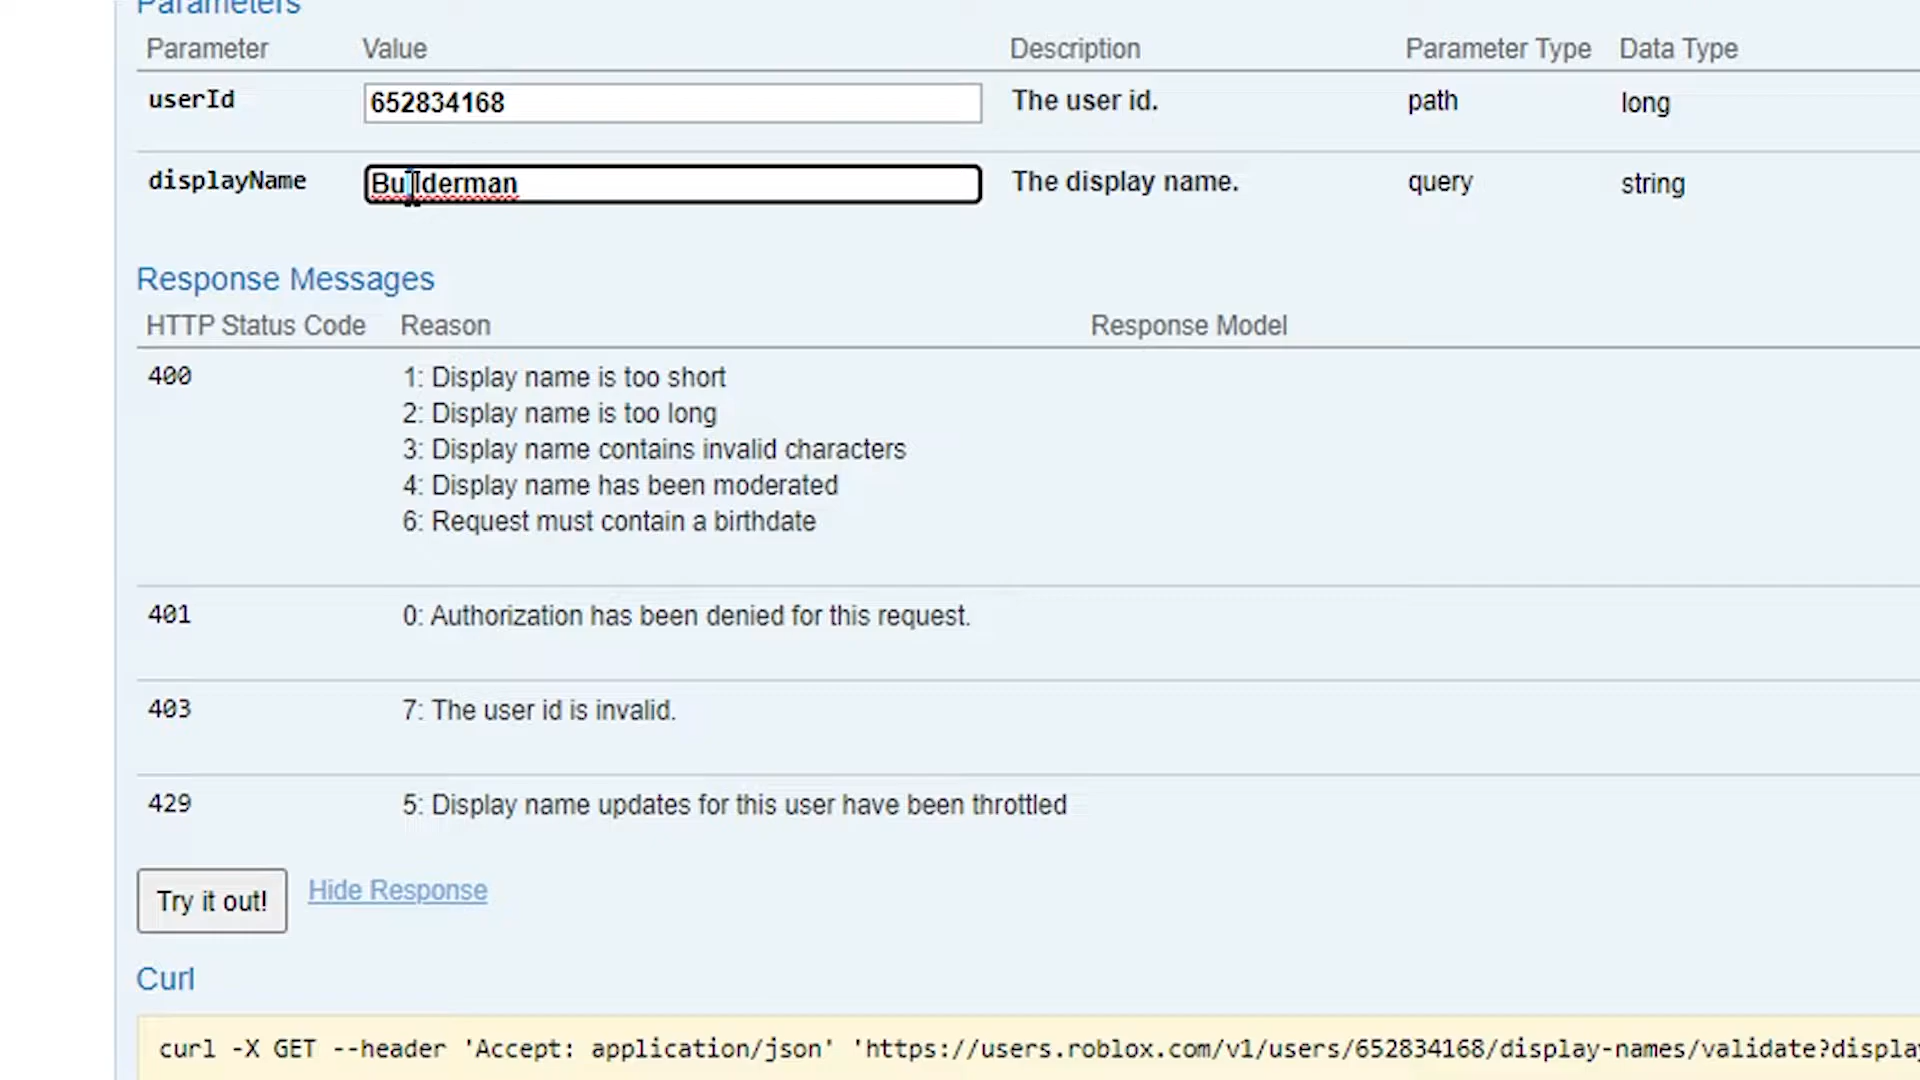 Parameters
Parameter Value Description Parameter Type Data Type
userId 652834168 The user id. path long
displayName Builderman The display name. query string
Response Messages
HTTP Status Code Reason Response Model
400 1: Display name is too short
2: Display name is too long
3: Display name contains invalid characters
4: Display name has been moderated
6: Request must contain a birthdate
401 0: Authorization has been denied for this request.
403 7: The user id is invalid.
429 5: Display name updates for this user have been throttled
Try it out! Hide Response
Curl
curl -X GET --header 'Accept: application/json' 'https://users.roblox.com/v1/users/652834168/display-names/validate?display